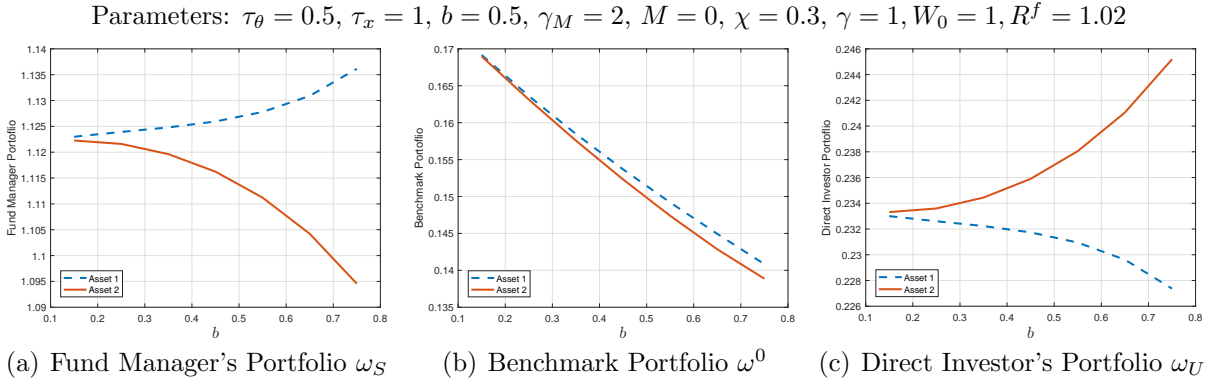 Parameters: τ_θ = 0.5, τ_x = 1, b = 0.5, γ_M = 2, M = 0, χ = 0.3, γ = 1, W_0 = 1, R^f = 1.02
Fund Manager Portoflio
1.14
1.135
1.13
1.125
1.12
1.115
1.11
1.105
1.1
1.095
1.09
Asset 1
Asset 2
0.1 0.2 0.3 0.4 0.5 0.6 0.7 0.8
b
(a) Fund Manager's Portfolio ω_S
Benchmark Portoflio
0.17
0.165
0.16
0.155
0.15
0.145
0.14
0.135
Asset 1
Asset 2
0.1 0.2 0.3 0.4 0.5 0.6 0.7 0.8
b
(b) Benchmark Portfolio ω^0
Direct Investor Portoflio
0.246
0.244
0.242
0.24
0.238
0.236
0.234
0.232
0.23
0.228
0.226
Asset 1
Asset 2
0.1 0.2 0.3 0.4 0.5 0.6 0.7 0.8
b
(c) Direct Investor's Portfolio ω_U